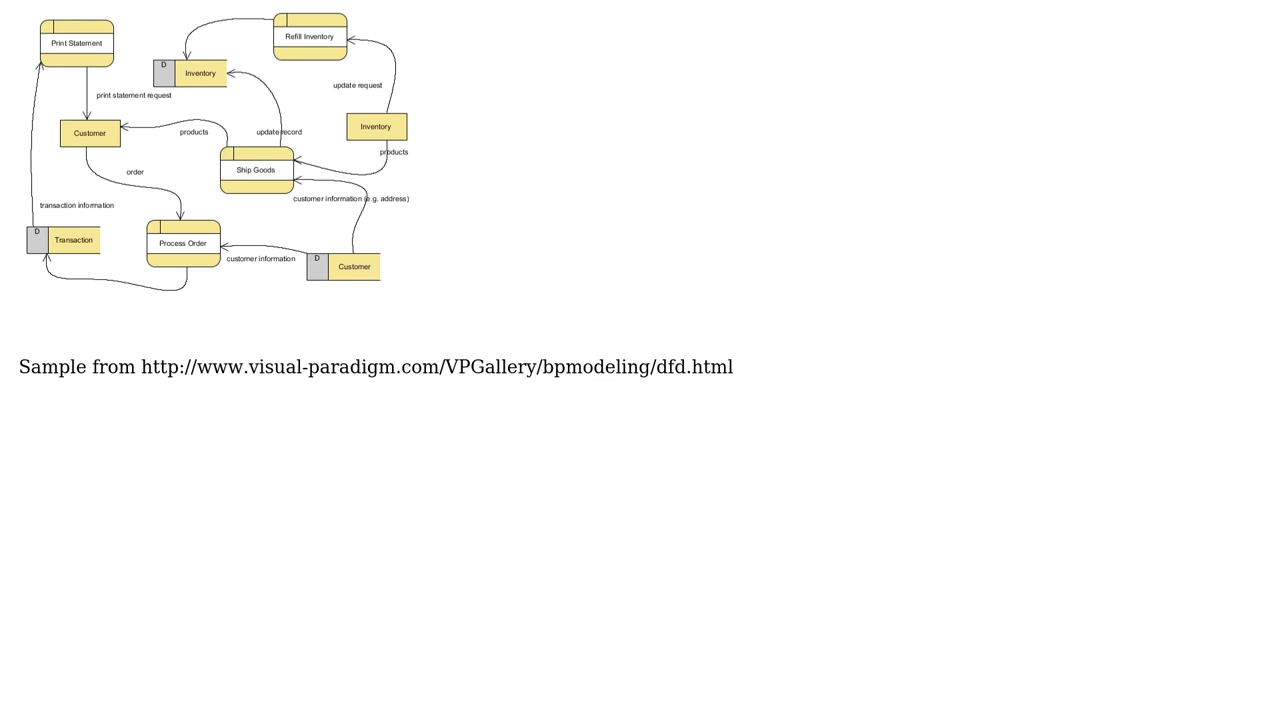 Print Statement
Refill Inventory
D
Inventory
update request
print statement request
Customer
products
update record
Inventory
products
Ship Goods
order
customer information (e.g. address)
transaction information
D
Transaction
Process Order
customer information
D
Customer
Sample from http://www.visual-paradigm.com/VPGallery/bpmodeling/dfd.html